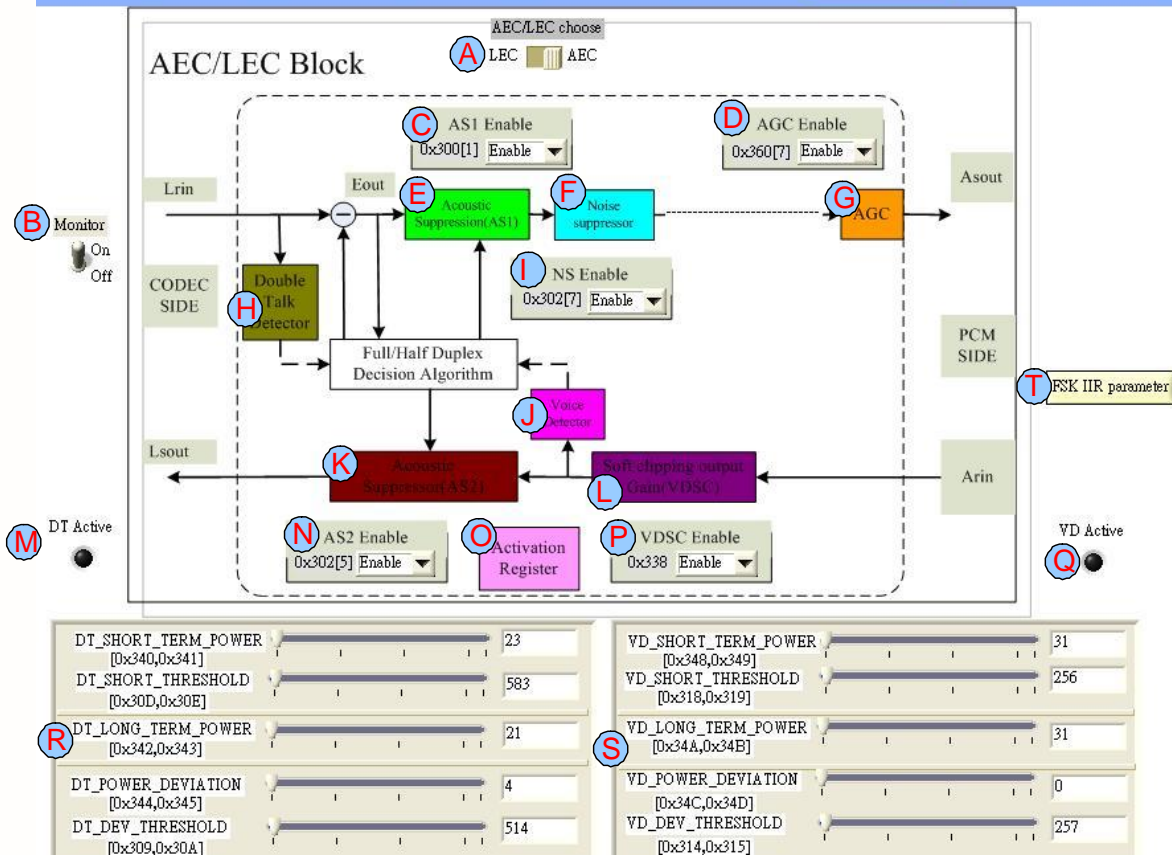 AEC/LEC choose
A LEC AEC
AEC/LEC Block
C AS1 Enable
0x300[1] Enable
D AGC Enable
0x360[7] Enable
Lrin
Eout
Asout
B Monitor
On
Off
E Acoustic
Suppression(AS1)
F Noise
suppressor
G AGC
CODEC
SIDE
H Double
Talk
Detector
I NS Enable
0x302[7] Enable
PCM
SIDE
Full/Half Duplex
Decision Algorithm
T FSK IIR parameter
J Voice
Detector
Lsout
K Acoustic
Suppressor(AS2)
L Soft clipping output
Gain(VDSC)
Arin
M DT Active
N AS2 Enable
0x302[5] Enable
O Activation
Register
P VDSC Enable
0x338 Enable
VD Active
Q
R
DT_SHORT_TERM_POWER 23
[0x340,0x341]
DT_SHORT_THRESHOLD 583
[0x30D,0x30E]
DT_LONG_TERM_POWER 21
[0x342,0x343]
DT_POWER_DEVIATION 4
[0x344,0x345]
DT_DEV_THRESHOLD 514
[0x309,0x30A]
S
VD_SHORT_TERM_POWER 31
[0x348,0x349]
VD_SHORT_THRESHOLD 256
[0x318,0x319]
VD_LONG_TERM_POWER 31
[0x34A,0x34B]
VD_POWER_DEVIATION 0
[0x34C,0x34D]
VD_DEV_THRESHOLD 257
[0x314,0x315]